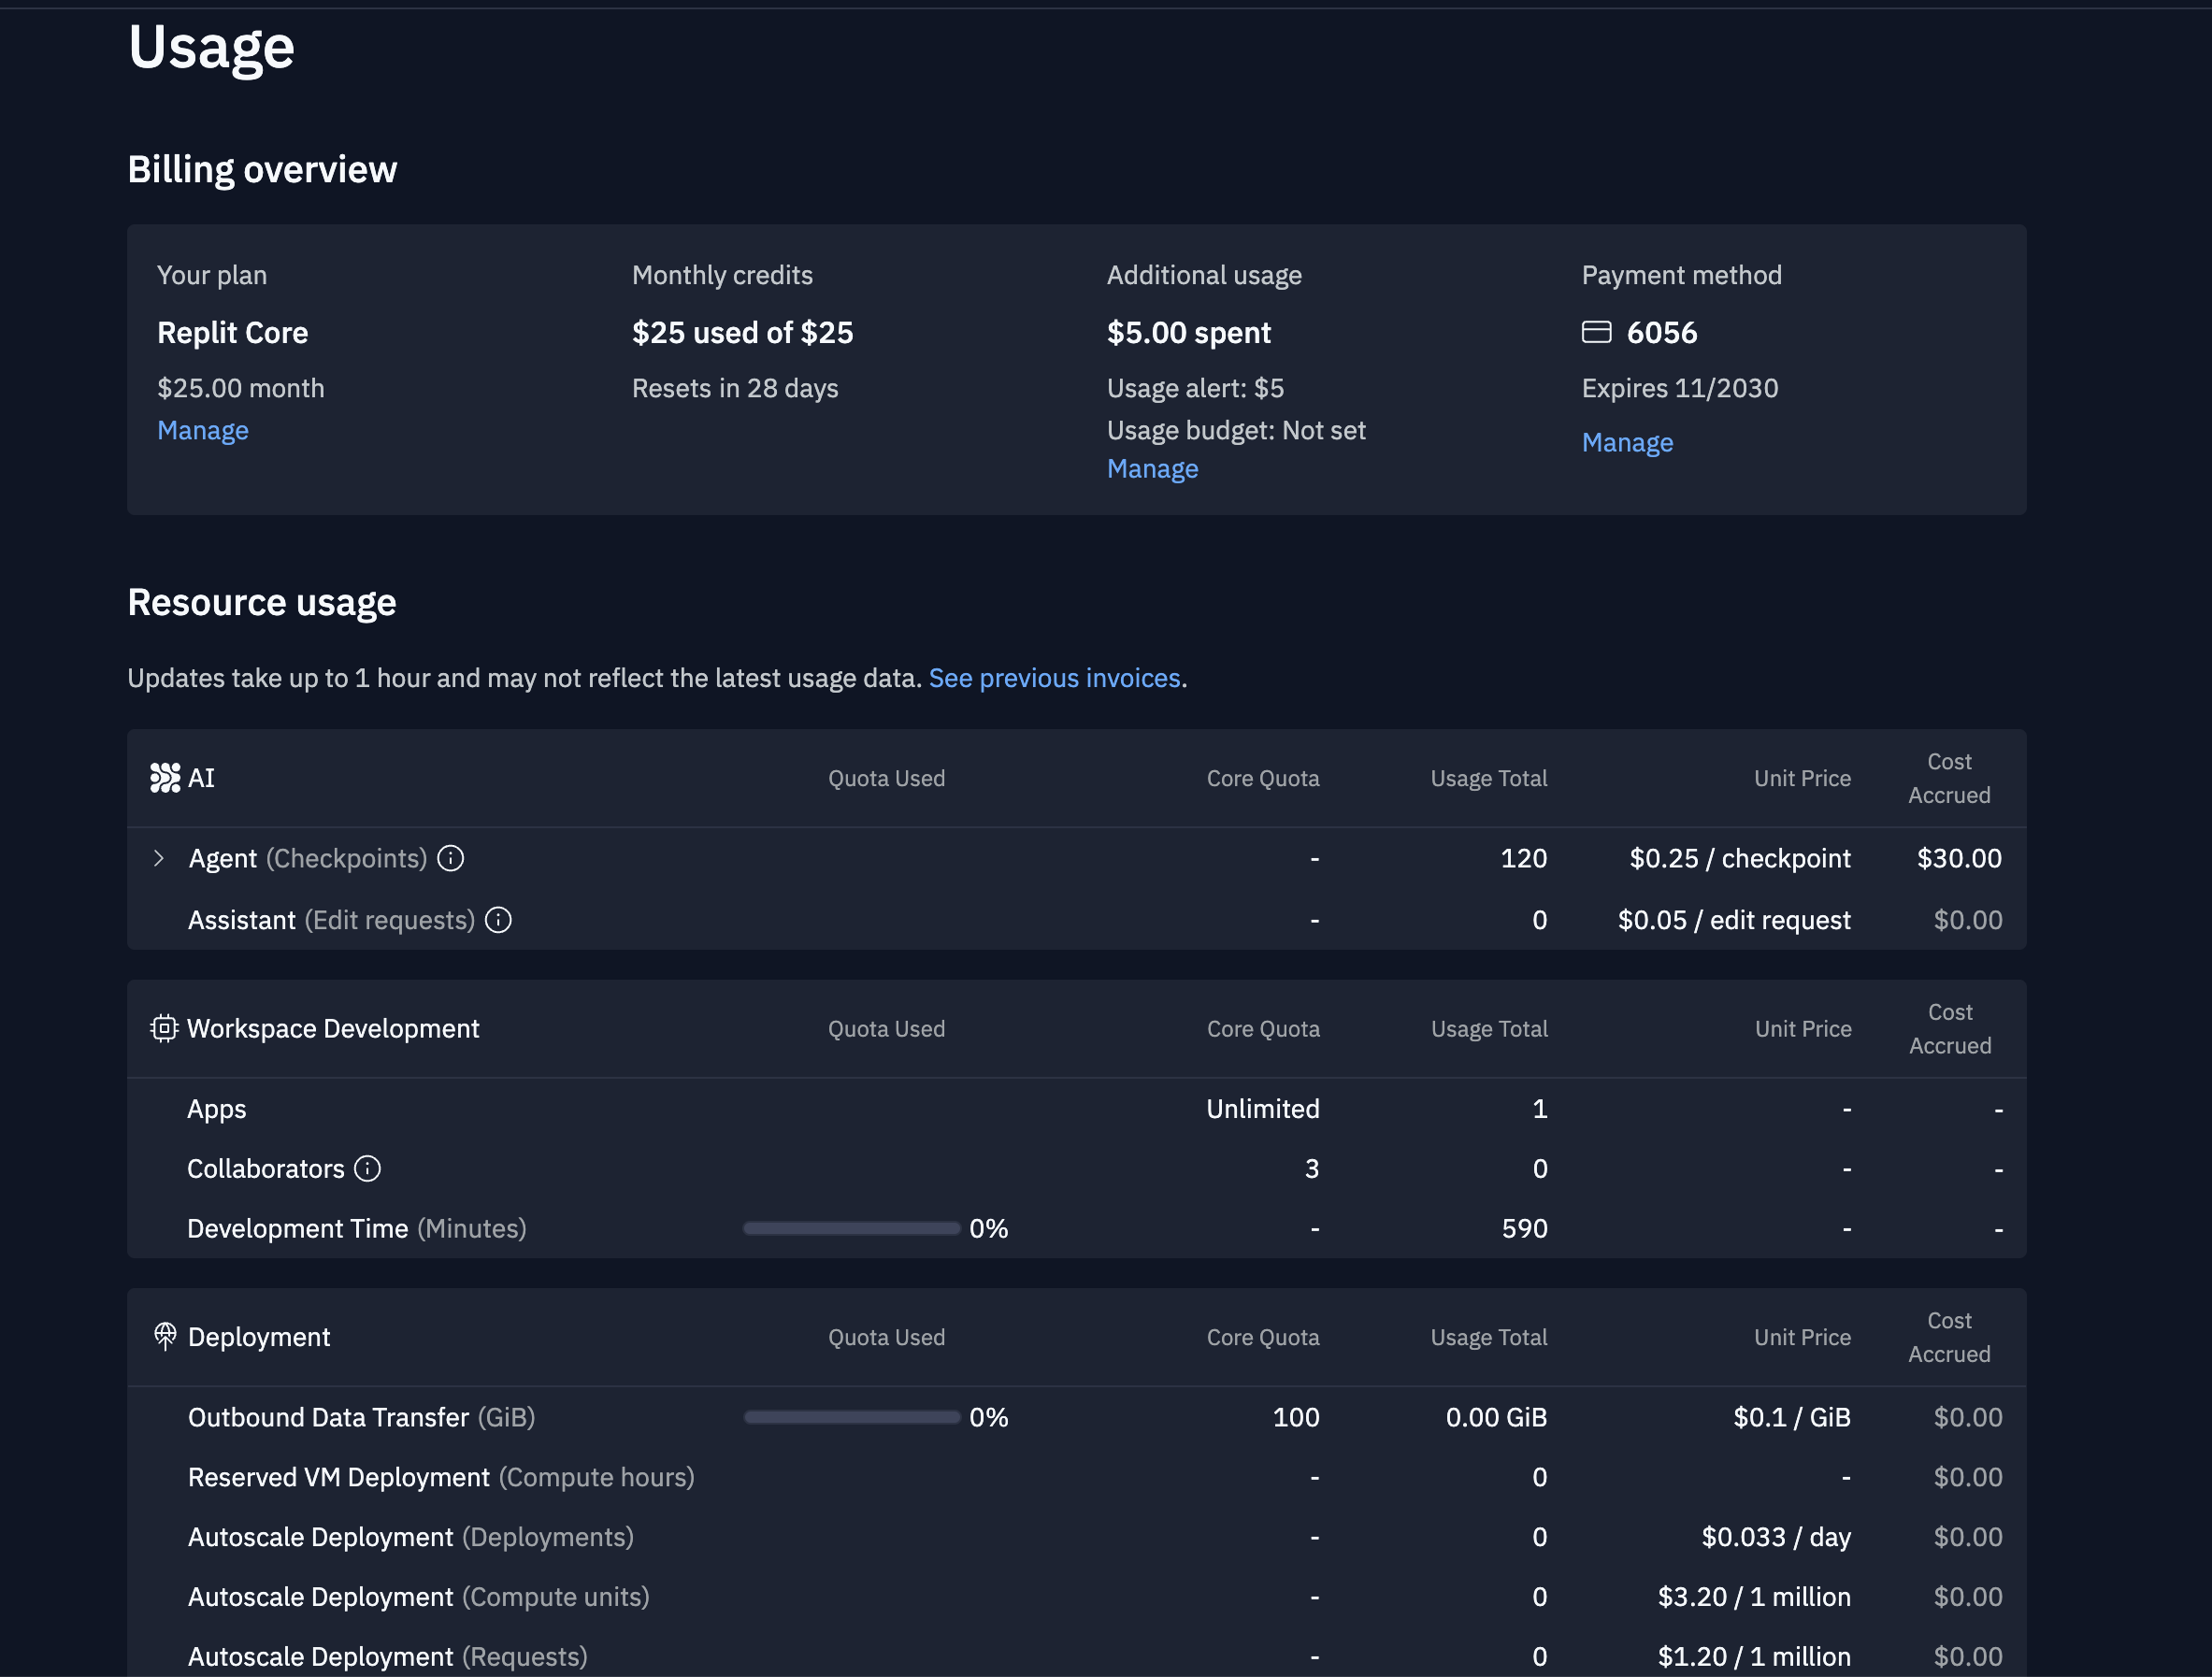 Usage
Billing overview
Your plan Monthly credits Additional usage Payment method
Replit Core $25 used of $25 $5.00 spent 6056
$25.00 month Resets in 28 days Usage alert: $5 Expires 11/2030
Manage Usage budget: Not set Manage
Manage
Resource usage
Updates take up to 1 hour and may not reflect the latest usage data. See previous invoices.
AI Quota Used Core Quota Usage Total Unit Price Cost Accrued
Agent (Checkpoints) - 120 $0.25 / checkpoint $30.00
Assistant (Edit requests) - 0 $0.05 / edit request $0.00
Workspace Development Quota Used Core Quota Usage Total Unit Price Cost Accrued
Apps Unlimited 1 - -
Collaborators 3 0 - -
Development Time (Minutes) 0% - 590 - -
Deployment Quota Used Core Quota Usage Total Unit Price Cost Accrued
Outbound Data Transfer (GiB) 0% 100 0.00 GiB $0.1 / GiB $0.00
Reserved VM Deployment (Compute hours) - 0 - $0.00
Autoscale Deployment (Deployments) - 0 $0.033 / day $0.00
Autoscale Deployment (Compute units) - 0 $3.20 / 1 million $0.00
Autoscale Deployment (Requests) - 0 $1.20 / 1 million $0.00